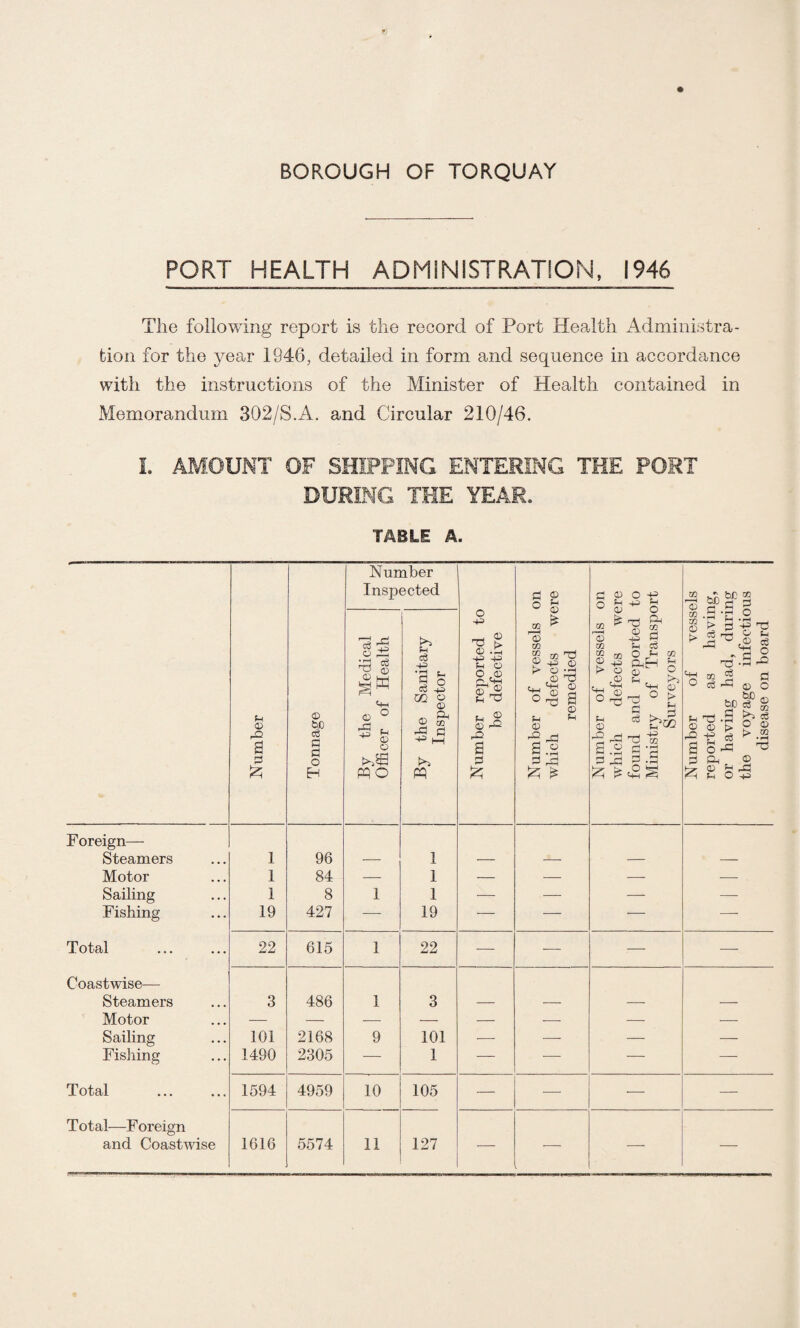 BOROUGH OF TORQUAY
PORT HEALTH ADMINISTRATION, 1946
The following report is the record of Port Health Administra-
tion for the year 1946, detailed in form and sequence in accordance
with the instructions of the Minister of Health contained in
Memorandum 302/S.A. and Circular 210/46.
I. AMOUNT OF SHIPPING ENTERING THE PORT
DURING THE YEAR.
TABLE A.
Number
Tonnage
Number
Inspected
By the Medical
Officer of Health
By the Sanitary
Inspector
Number reported to
be defective
Number of vessels on
which defects were
remedied
Number of vessels on
which defects were
found and reported to
Ministry of Transport
Surveyors
Number of vessels
reported as having,
or having had, during
the voyage infectious
disease on board
Foreign—
Steamers ... 1 96 — 1 — — — —
Motor ... 1 84 — 1 — — — —
Sailing ... 1 8 1 1 — — — —
Fishing ... 19 427 — 19 — — — —
Total ... ... 22 615 1 22 — — — —
Coastwise—
Steamers ... 3 486 1 3 — — — —
Motor ... — — — — — — — —
Sailing ... 101 2168 9 101 — — — —
Fishing ... 1490 2305 — 1 — — — —
Total ... ... 1594 4959 10 105 — — — —
Total—Foreign
and Coastwise 1616 5574 11 127 — — — —